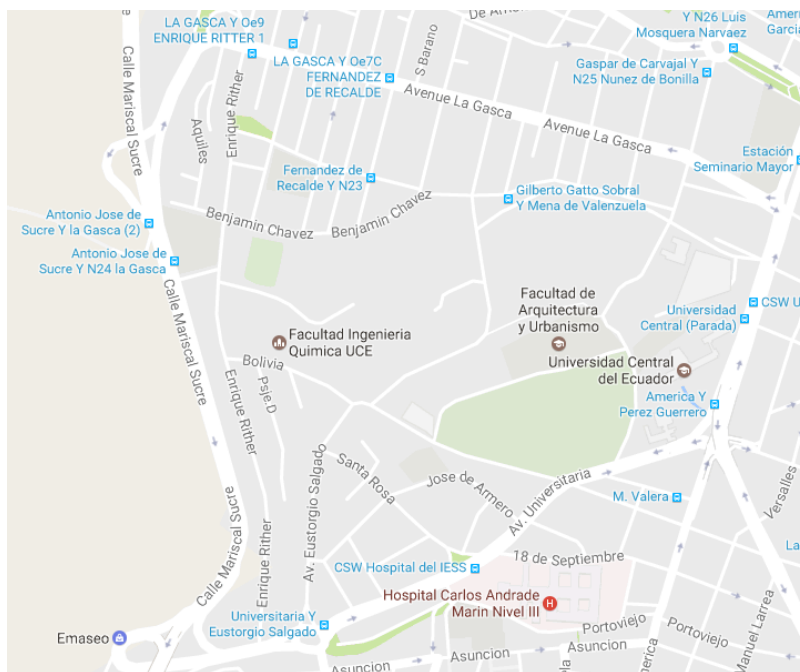 LA GASCA Y Oe9
ENRIQUE RITTER 1
De Armero
Y N26 Luis
Mosquera Narvaez
Ameri
Garcia
LA GASCA Y Oe7C
FERNANDEZ
DE RECALDE
S Barano
Gaspar de Carvajal Y
N25 Nunez de Bonilla
Calle Mariscal Sucre
Avenue La Gasca
Avenue La Gasca
Aquiles
Enrique Rither
Estación
Seminario Mayor
Fernandez de
Recalde Y N23
Gilberto Gatto Sobral
Y Mena de Valenzuela
Antonio Jose de
Sucre Y la Gasca (2)
Benjamin Chavez
Benjamin Chavez
Antonio Jose de
Sucre Y N24 la Gasca
Calle Mariscal Sucre
Facultad de
Arquitectura
y Urbanismo
CSW U
Universidad
Central (Parada)
Facultad Ingenieria
Quimica UCE
Bolivia
Universidad Central
del Ecuador
Enrique Rither
Psje.D
America Y
Perez Guerrero
Santa Rosa
Jose de Armero
Av. Universitaria
Av. Eustorgio Salgado
M. Valera
Versalles
Calle Mariscal Sucre
Enrique Rither
18 de Septiembre
La
CSW Hospital del IESS
Hospital Carlos Andrade
Marin Nivel III
Universitaria Y
Eustorgio Salgado
Emaseo
Portoviejo
Portoviejo
Manuel Larrea
Asuncion
Asuncion
Asuncion
America